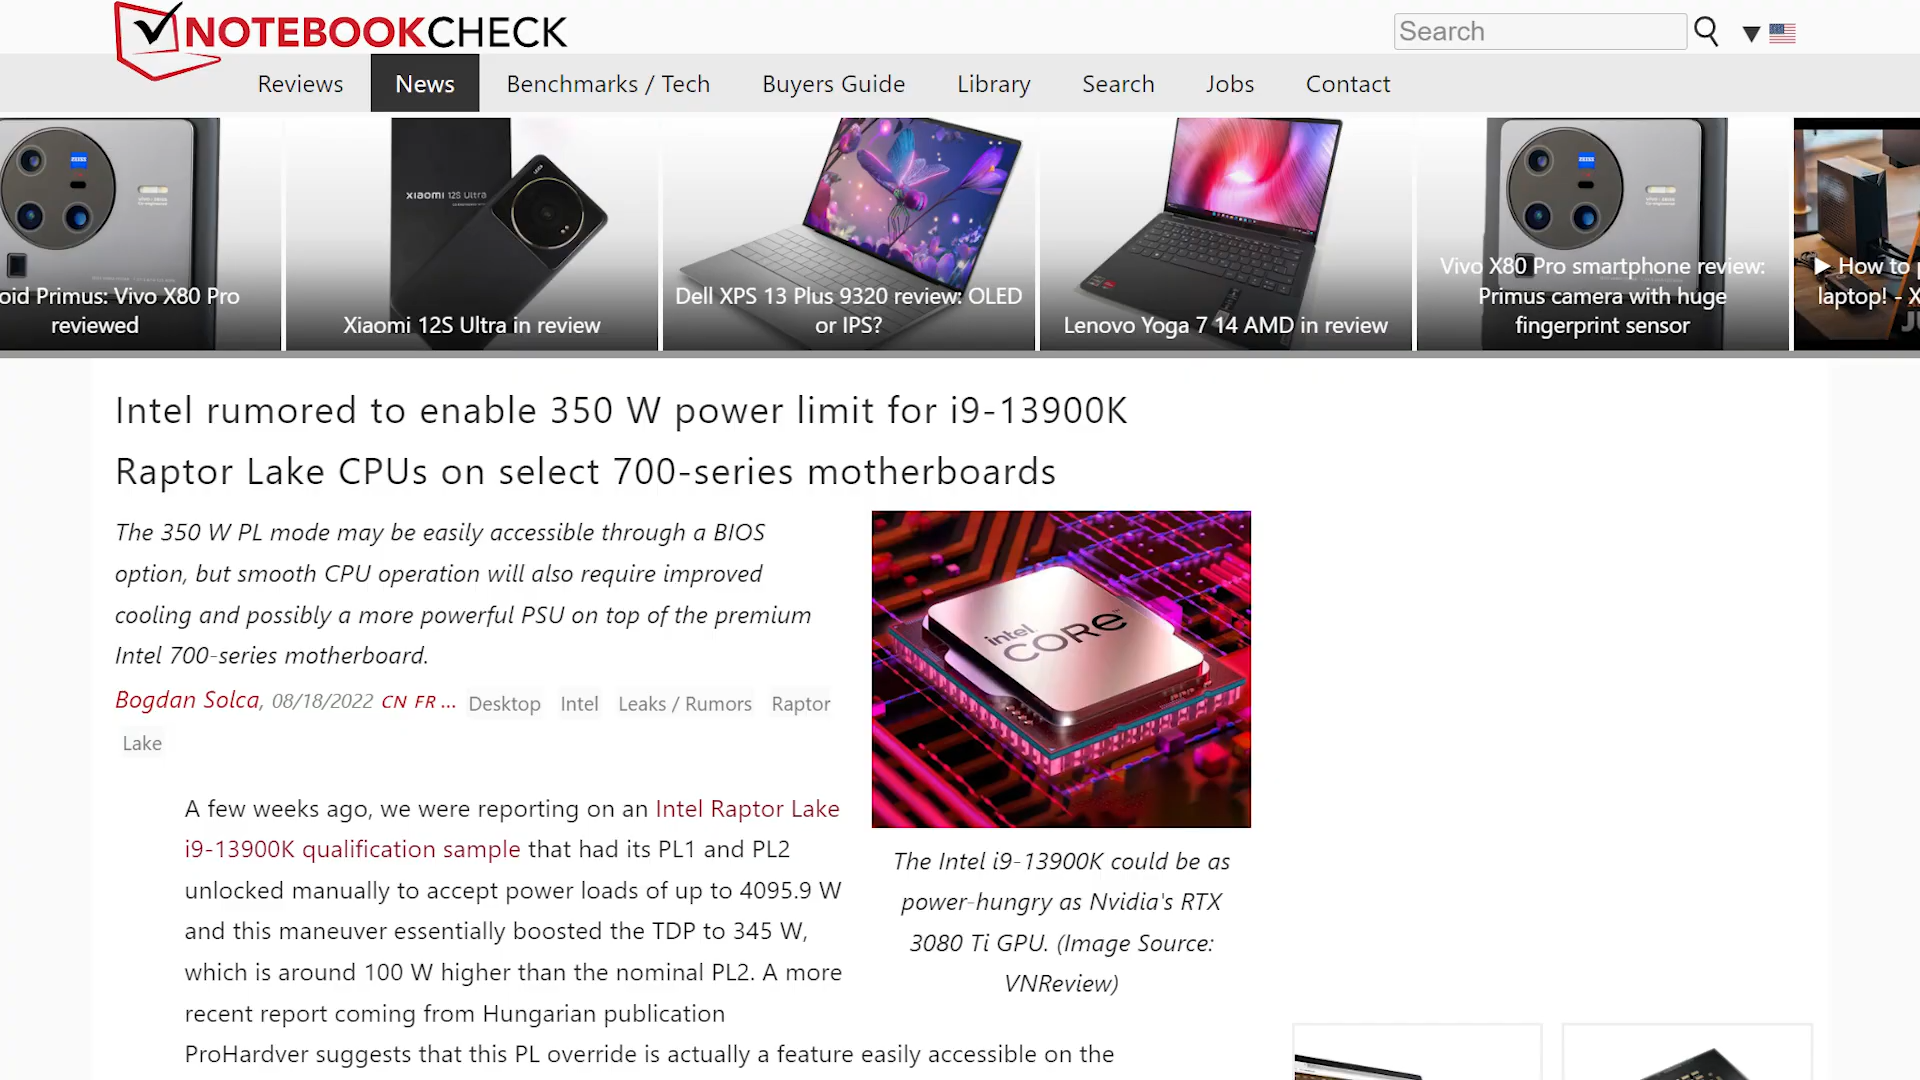 NOTEBOOKCHECK
Search
Reviews
News
Benchmarks / Tech
Buyers Guide
Library
Search
Jobs
Contact
oid Primus: Vivo X80 Pro
reviewed
XIAOMI 12S Ultra
Xiaomi 12S Ultra in review
Dell XPS 13 Plus 9320 review: OLED
or IPS?
Lenovo Yoga 7 14 AMD in review
ZEISS
Vivo X80 Pro smartphone review:
Primus camera with huge
fingerprint sensor
▶ How to
laptop! - X
Intel rumored to enable 350 W power limit for i9-13900K
Raptor Lake CPUs on select 700-series motherboards
The 350 W PL mode may be easily accessible through a BIOS
option, but smooth CPU operation will also require improved
cooling and possibly a more powerful PSU on top of the premium
Intel 700-series motherboard.
Bogdan Solca, 08/18/2022 CN FR ... Desktop Intel Leaks / Rumors Raptor
Lake
intel.
CORE™
A few weeks ago, we were reporting on an Intel Raptor Lake
i9-13900K qualification sample that had its PL1 and PL2
unlocked manually to accept power loads of up to 4095.9 W
and this maneuver essentially boosted the TDP to 345 W,
which is around 100 W higher than the nominal PL2. A more
recent report coming from Hungarian publication
ProHardver suggests that this PL override is actually a feature easily accessible on the
The Intel i9-13900K could be as
power-hungry as Nvidia's RTX
3080 Ti GPU. (Image Source:
VNReview)